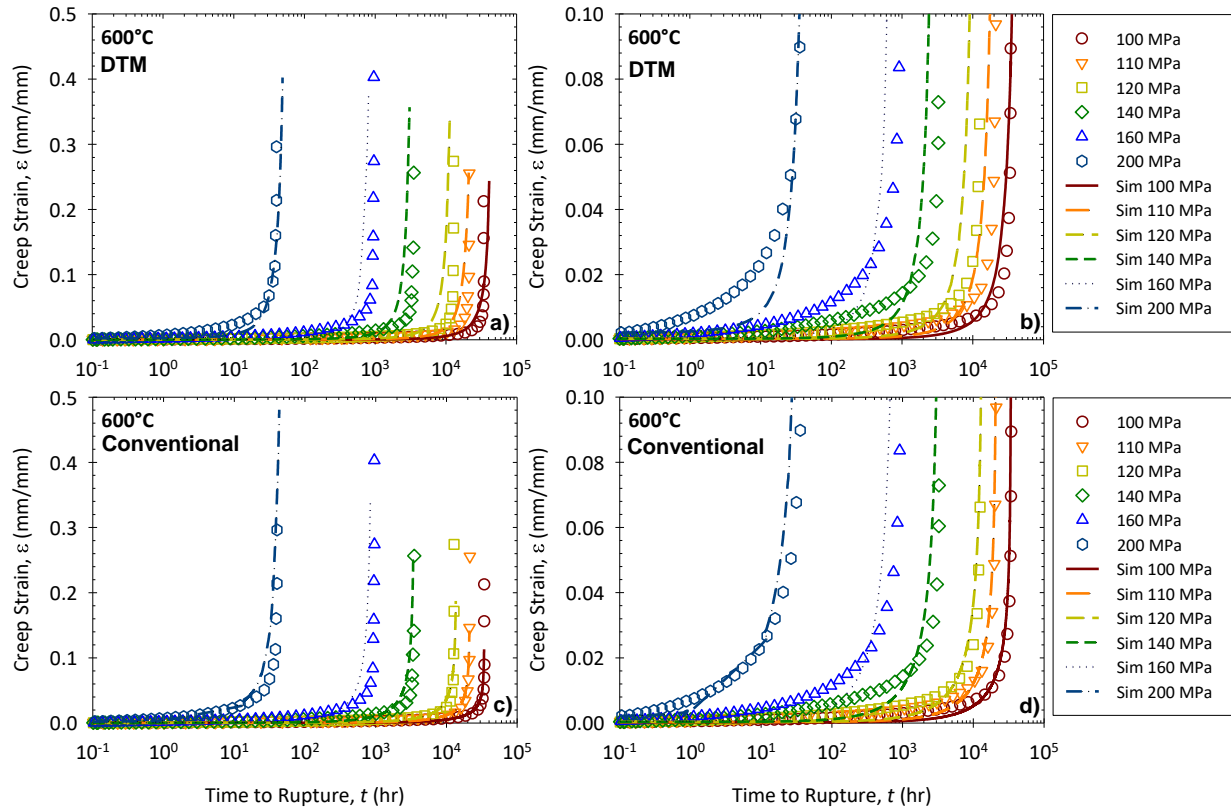 600°C
DTM
Creep Strain, ε (mm/mm)
0.5
0.4
0.3
0.2
0.1
0.0
10-1 100 101 102 103 104 105
a)
600°C
DTM
Creep Strain, ε (mm/mm)
0.10
0.08
0.06
0.04
0.02
0.00
10-1 100 101 102 103 104 105
b)
100 MPa
110 MPa
120 MPa
140 MPa
160 MPa
200 MPa
Sim 100 MPa
Sim 110 MPa
Sim 120 MPa
Sim 140 MPa
Sim 160 MPa
Sim 200 MPa
600°C
Conventional
Creep Strain, ε (mm/mm)
0.5
0.4
0.3
0.2
0.1
0.0
10-1 100 101 102 103 104 105
c)
Time to Rupture, t (hr)
600°C
Conventional
Creep Strain, ε (mm/mm)
0.10
0.08
0.06
0.04
0.02
0.00
10-1 100 101 102 103 104 105
d)
Time to Rupture, t (hr)
100 MPa
110 MPa
120 MPa
140 MPa
160 MPa
200 MPa
Sim 100 MPa
Sim 110 MPa
Sim 120 MPa
Sim 140 MPa
Sim 160 MPa
Sim 200 MPa